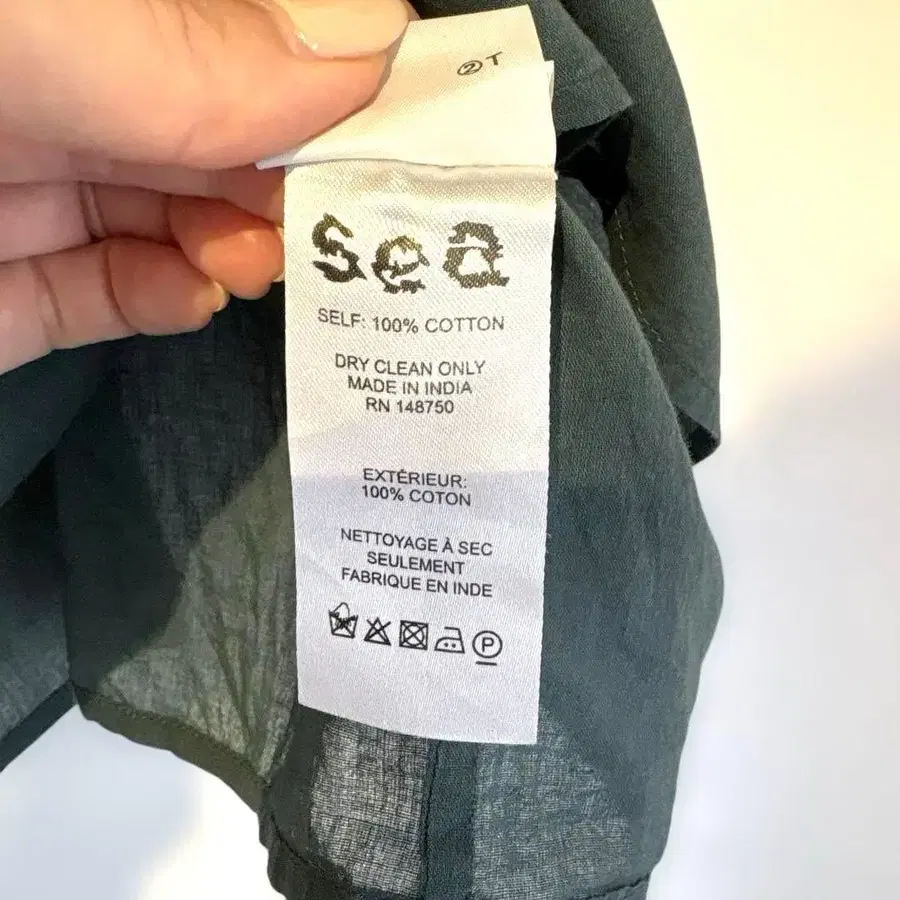 ② T
sea
SELF: 100% COTTON
DRY CLEAN ONLY
MADE IN INDIA
RN 148750
EXTÉRIEUR:
100% COTON
NETTOYAGE À SEC
SEULEMENT
FABRIQUE EN INDE
P